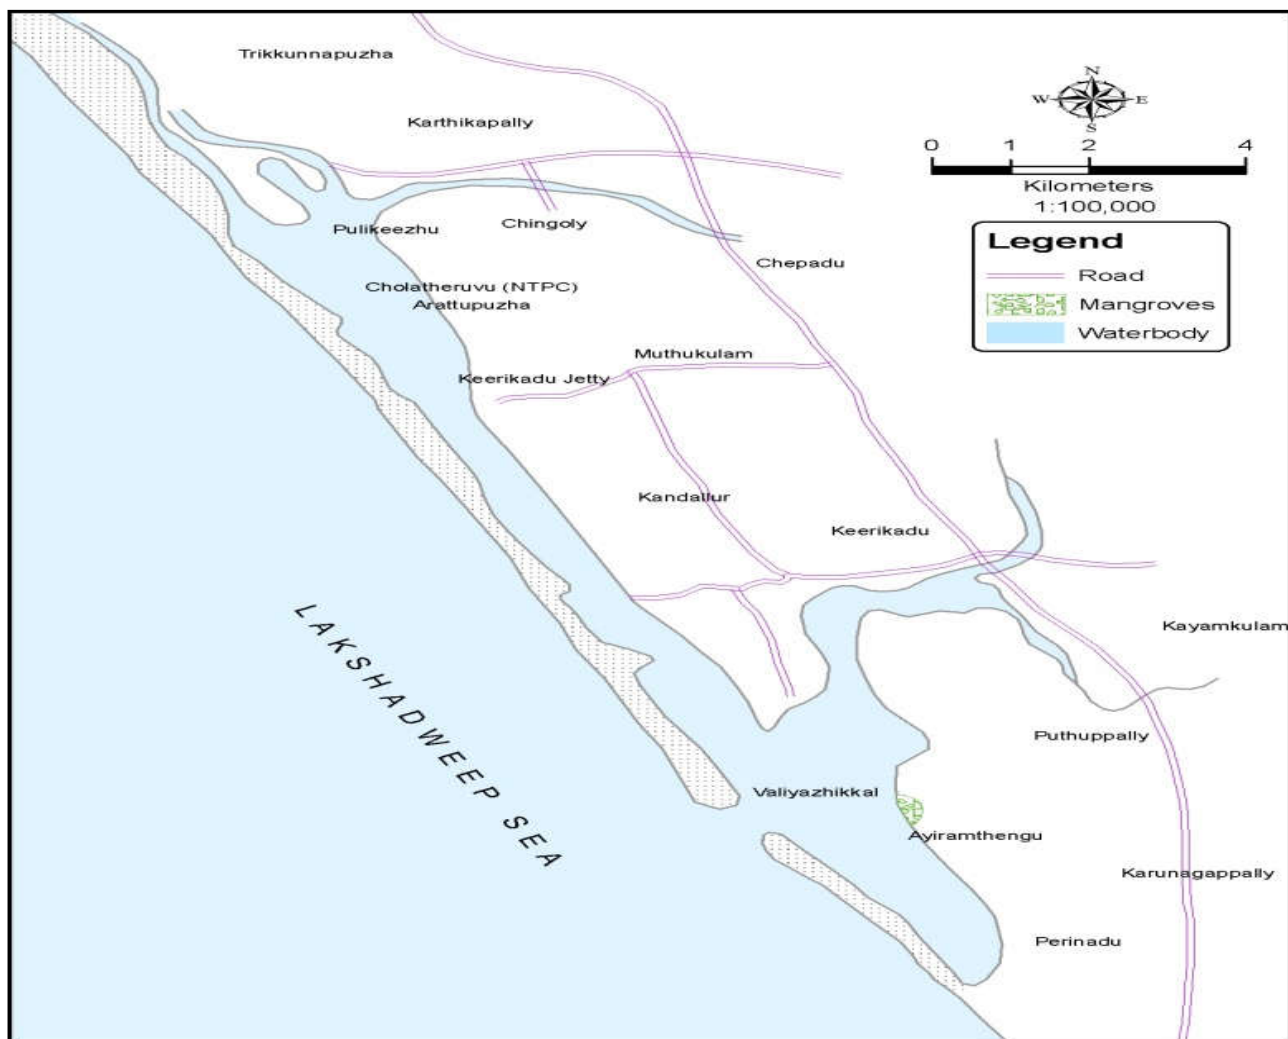 Trikkunnapuzha
N
W E
S
0 1 2 4
Kilometers
1:100,000
Karthikapally
Legend
Road
Mangroves
Waterbody
Pulikeezhu
Chingoly
Chepadu
Cholatheruvu (NTPC)
Arattupuzha
Muthukulam
Keerikadu Jetty
Kandallur
Keerikadu
Kayamkulam
LAKSHADWEEP SEA
Puthuppally
Valiyazhikkal
Ayiramthengu
Karunagappally
Perinadu